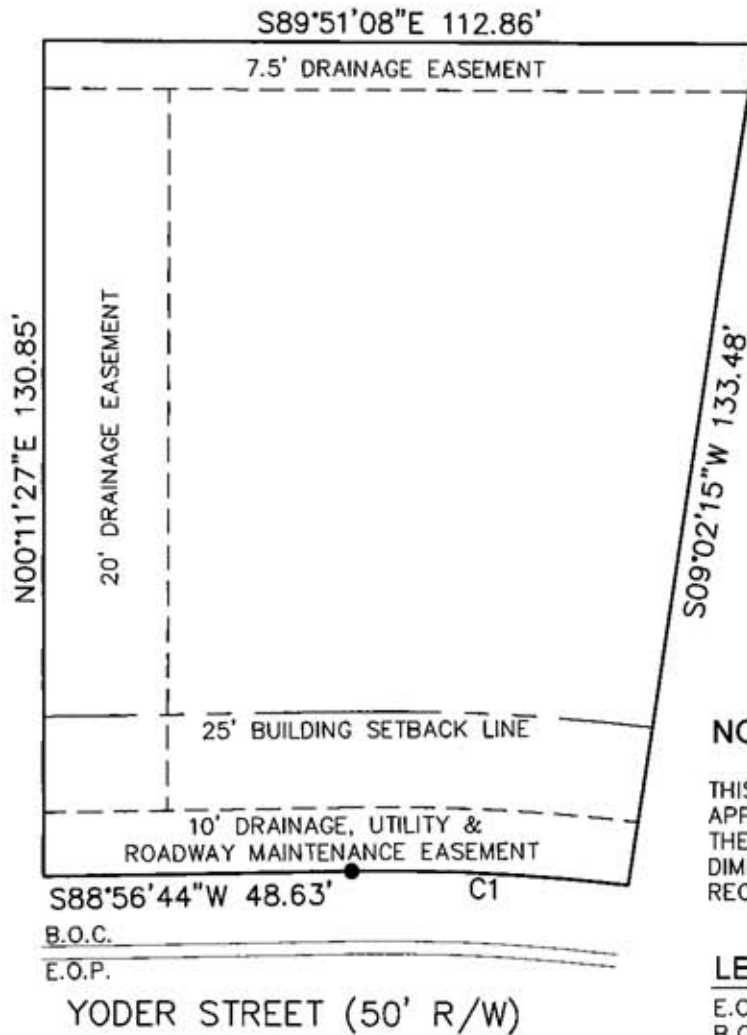 S89°51'08"E 112.86'
7.5' DRAINAGE EASEMENT
N00°11'27"E 130.85'
20' DRAINAGE EASEMENT
S09°02'15"W 133.48'
25' BUILDING SETBACK LINE
10' DRAINAGE, UTILITY &
ROADWAY MAINTENANCE EASEMENT
S88°56'44"W 48.63'
C1
B.O.C.
E.O.P.
YODER STREET (50' R/W)
NO
THIS
APP
THE
DIM
REC
LE
E.O
B.O